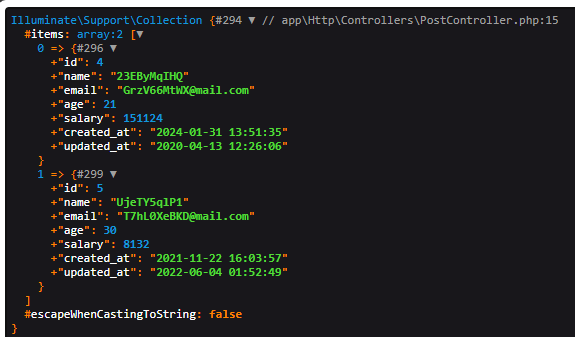 Illuminate\Support\Collection {#294 ▼ // app\Http\Controllers\PostController.php:15
#items: array:2 [▼
0 => {#296 ▼
+"id": 4
+"name": "23EByMqIHQ"
+"email": "GrzV66MtWX@mail.com"
+"age": 21
+"salary": 151124
+"created_at": "2024-01-31 13:51:35"
+"updated_at": "2020-04-13 12:26:06"
}
1 => {#299 ▼
+"id": 5
+"name": "UjeTY5qlP1"
+"email": "T7hL0XeBKD@mail.com"
+"age": 30
+"salary": 8132
+"created_at": "2021-11-22 16:03:57"
+"updated_at": "2022-06-04 01:52:49"
}
]
#escapeWhenCastingToString: false
}